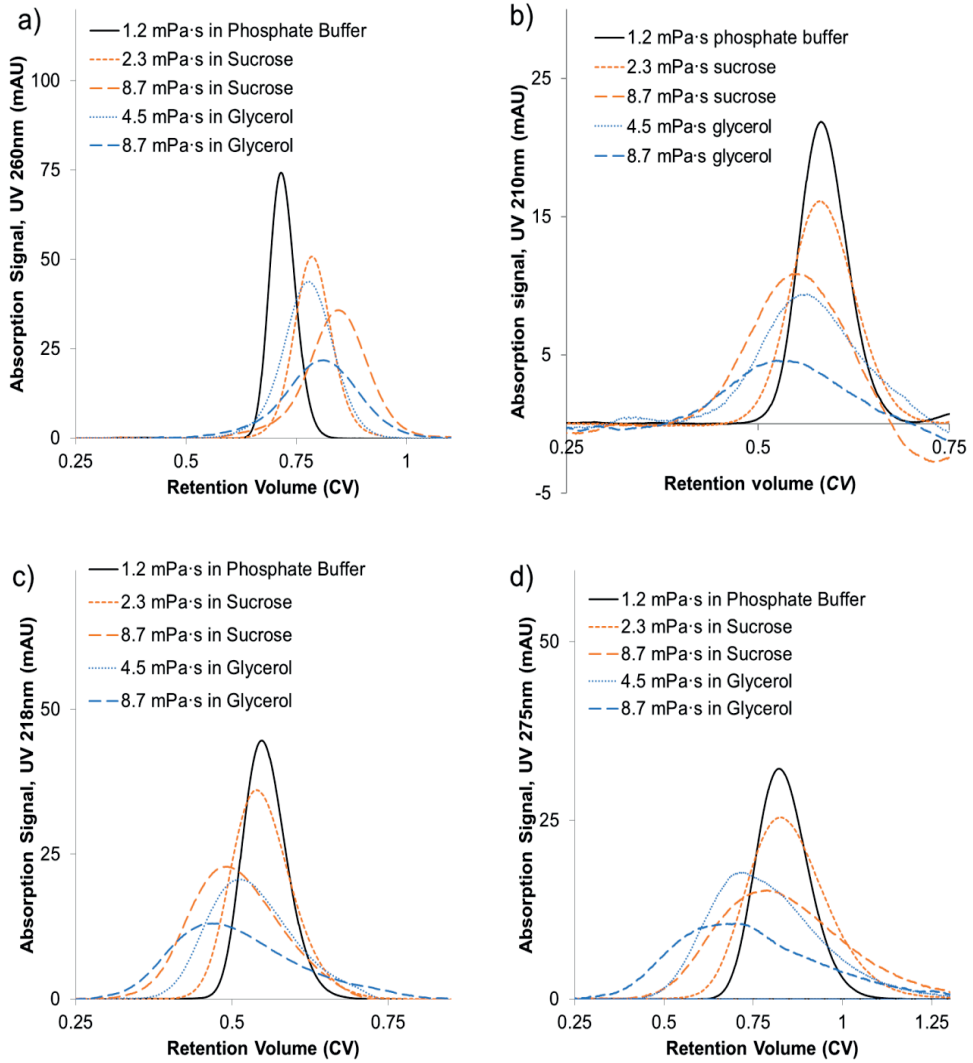 a)
1.2 mPa·s in Phosphate Buffer
2.3 mPa·s in Sucrose
8.7 mPa·s in Sucrose
4.5 mPa·s in Glycerol
8.7 mPa·s in Glycerol
Absorption Signal, UV 260nm (mAU)
100
75
50
25
0
0.25
0.5
0.75
1
Retention Volume (CV)
b)
1.2 mPa·s phosphate buffer
2.3 mPa·s sucrose
8.7 mPa·s sucrose
4.5 mPa·s glycerol
8.7 mPa·s glycerol
Absorption signal, UV 210nm (mAU)
25
15
5
-5
0.25
0.5
0.75
Retention volume (CV)
c)
1.2 mPa·s in Phosphate Buffer
2.3 mPa·s in Sucrose
8.7 mPa·s in Sucrose
4.5 mPa·s in Glycerol
8.7 mPa·s in Glycerol
Absorption Signal, UV 218nm (mAU)
50
25
0
0.25
0.5
0.75
Retention Volume (CV)
d)
1.2 mPa·s in Phosphate Buffer
2.3 mPa·s in Sucrose
8.7 mPa·s in Sucrose
4.5 mPa·s in Glycerol
8.7 mPa·s in Glycerol
Absorption Signal, UV 275nm (mAU)
50
25
0
0.25
0.5
0.75
1
1.25
Retention Volume (CV)